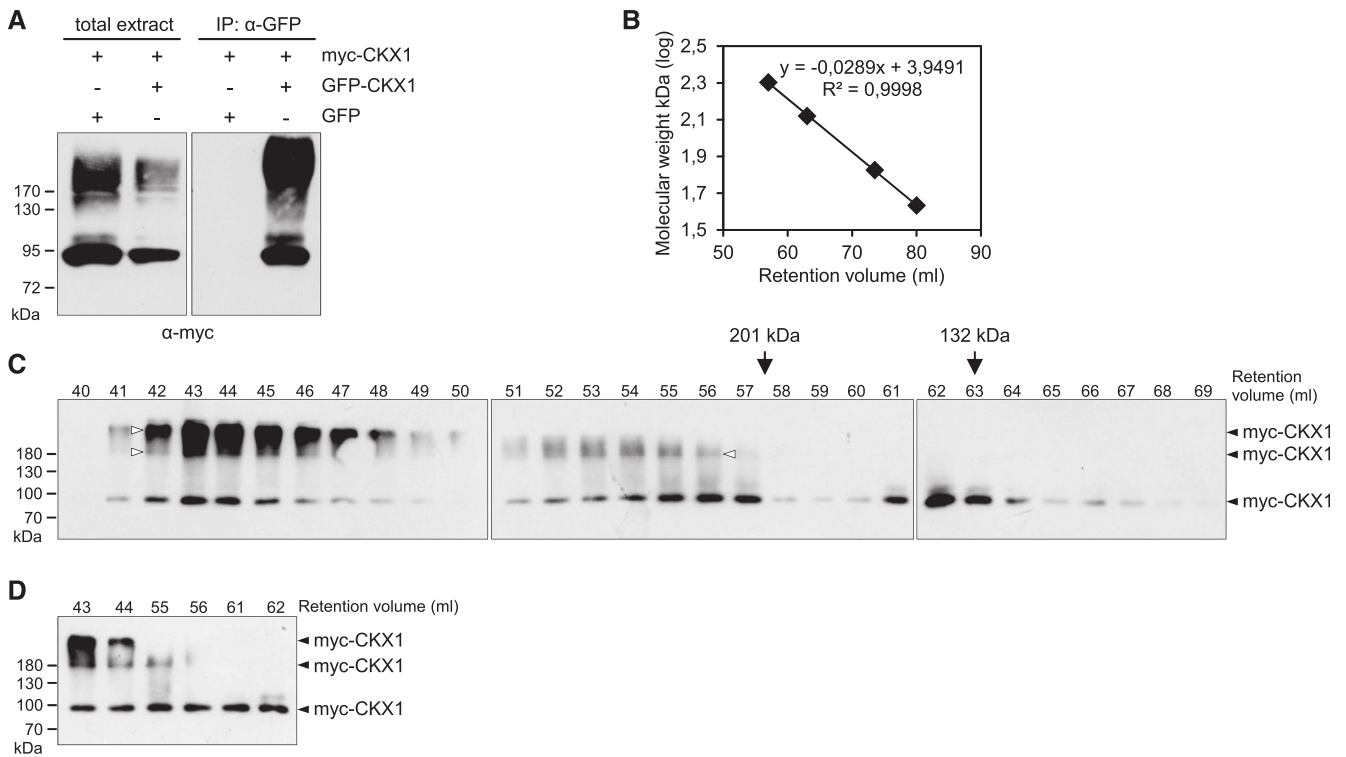 A
total extract IP: α-GFP
+ + + + myc-CKX1
- + - + GFP-CKX1
+ - + - GFP
170
130
95
72
kDa
α-myc
B
Molecular weight kDa (log)
2,5
2,3
2,1
1,9
1,7
1,5
y = -0,0289x + 3,9491
R² = 0,9998
50 60 70 80 90
Retention volume (ml)
C
201 kDa 132 kDa
40 41 42 43 44 45 46 47 48 49 50 51 52 53 54 55 56 57 58 59 60 61 62 63 64 65 66 67 68 69
Retention
volume (ml)
180
130
100
70
kDa
myc-CKX1
myc-CKX1
myc-CKX1
D
43 44 55 56 61 62 Retention volume (ml)
180
130
100
70
kDa
myc-CKX1
myc-CKX1
myc-CKX1